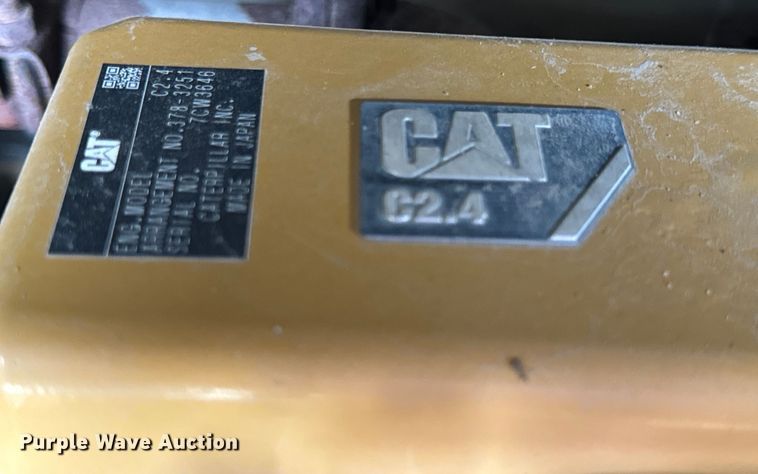 CAT
ENG.MODEL C2.4
ARRANGEMENT NO.378-3251
SERIAL NO. 7CW3646
CATERPILLAR INC.
MADE IN JAPAN
CAT
C2.4
Purple Wave Auction